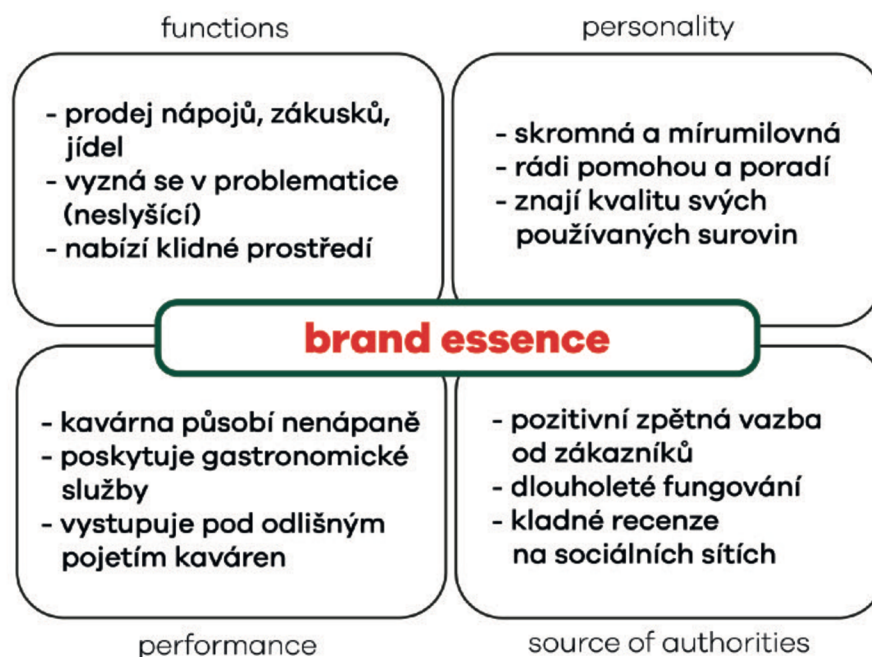 functions
- prodej nápojů, zákusků,
jídel
- vyzná se v problematice
(neslyšící)
- nabízí klidné prostředí
personality
- skromná a mírumilovná
- rádi pomohou a poradí
- znají kvalitu svých
používaných surovin
brand essence
- kavárna působí nenápaně
- poskytuje gastronomické
služby
- vystupuje pod odlišným
pojetím kaváren
performance
- pozitivní zpětná vazba
od zákazníků
- dlouholeté fungování
- kladné recenze
na sociálních sítích
source of authorities